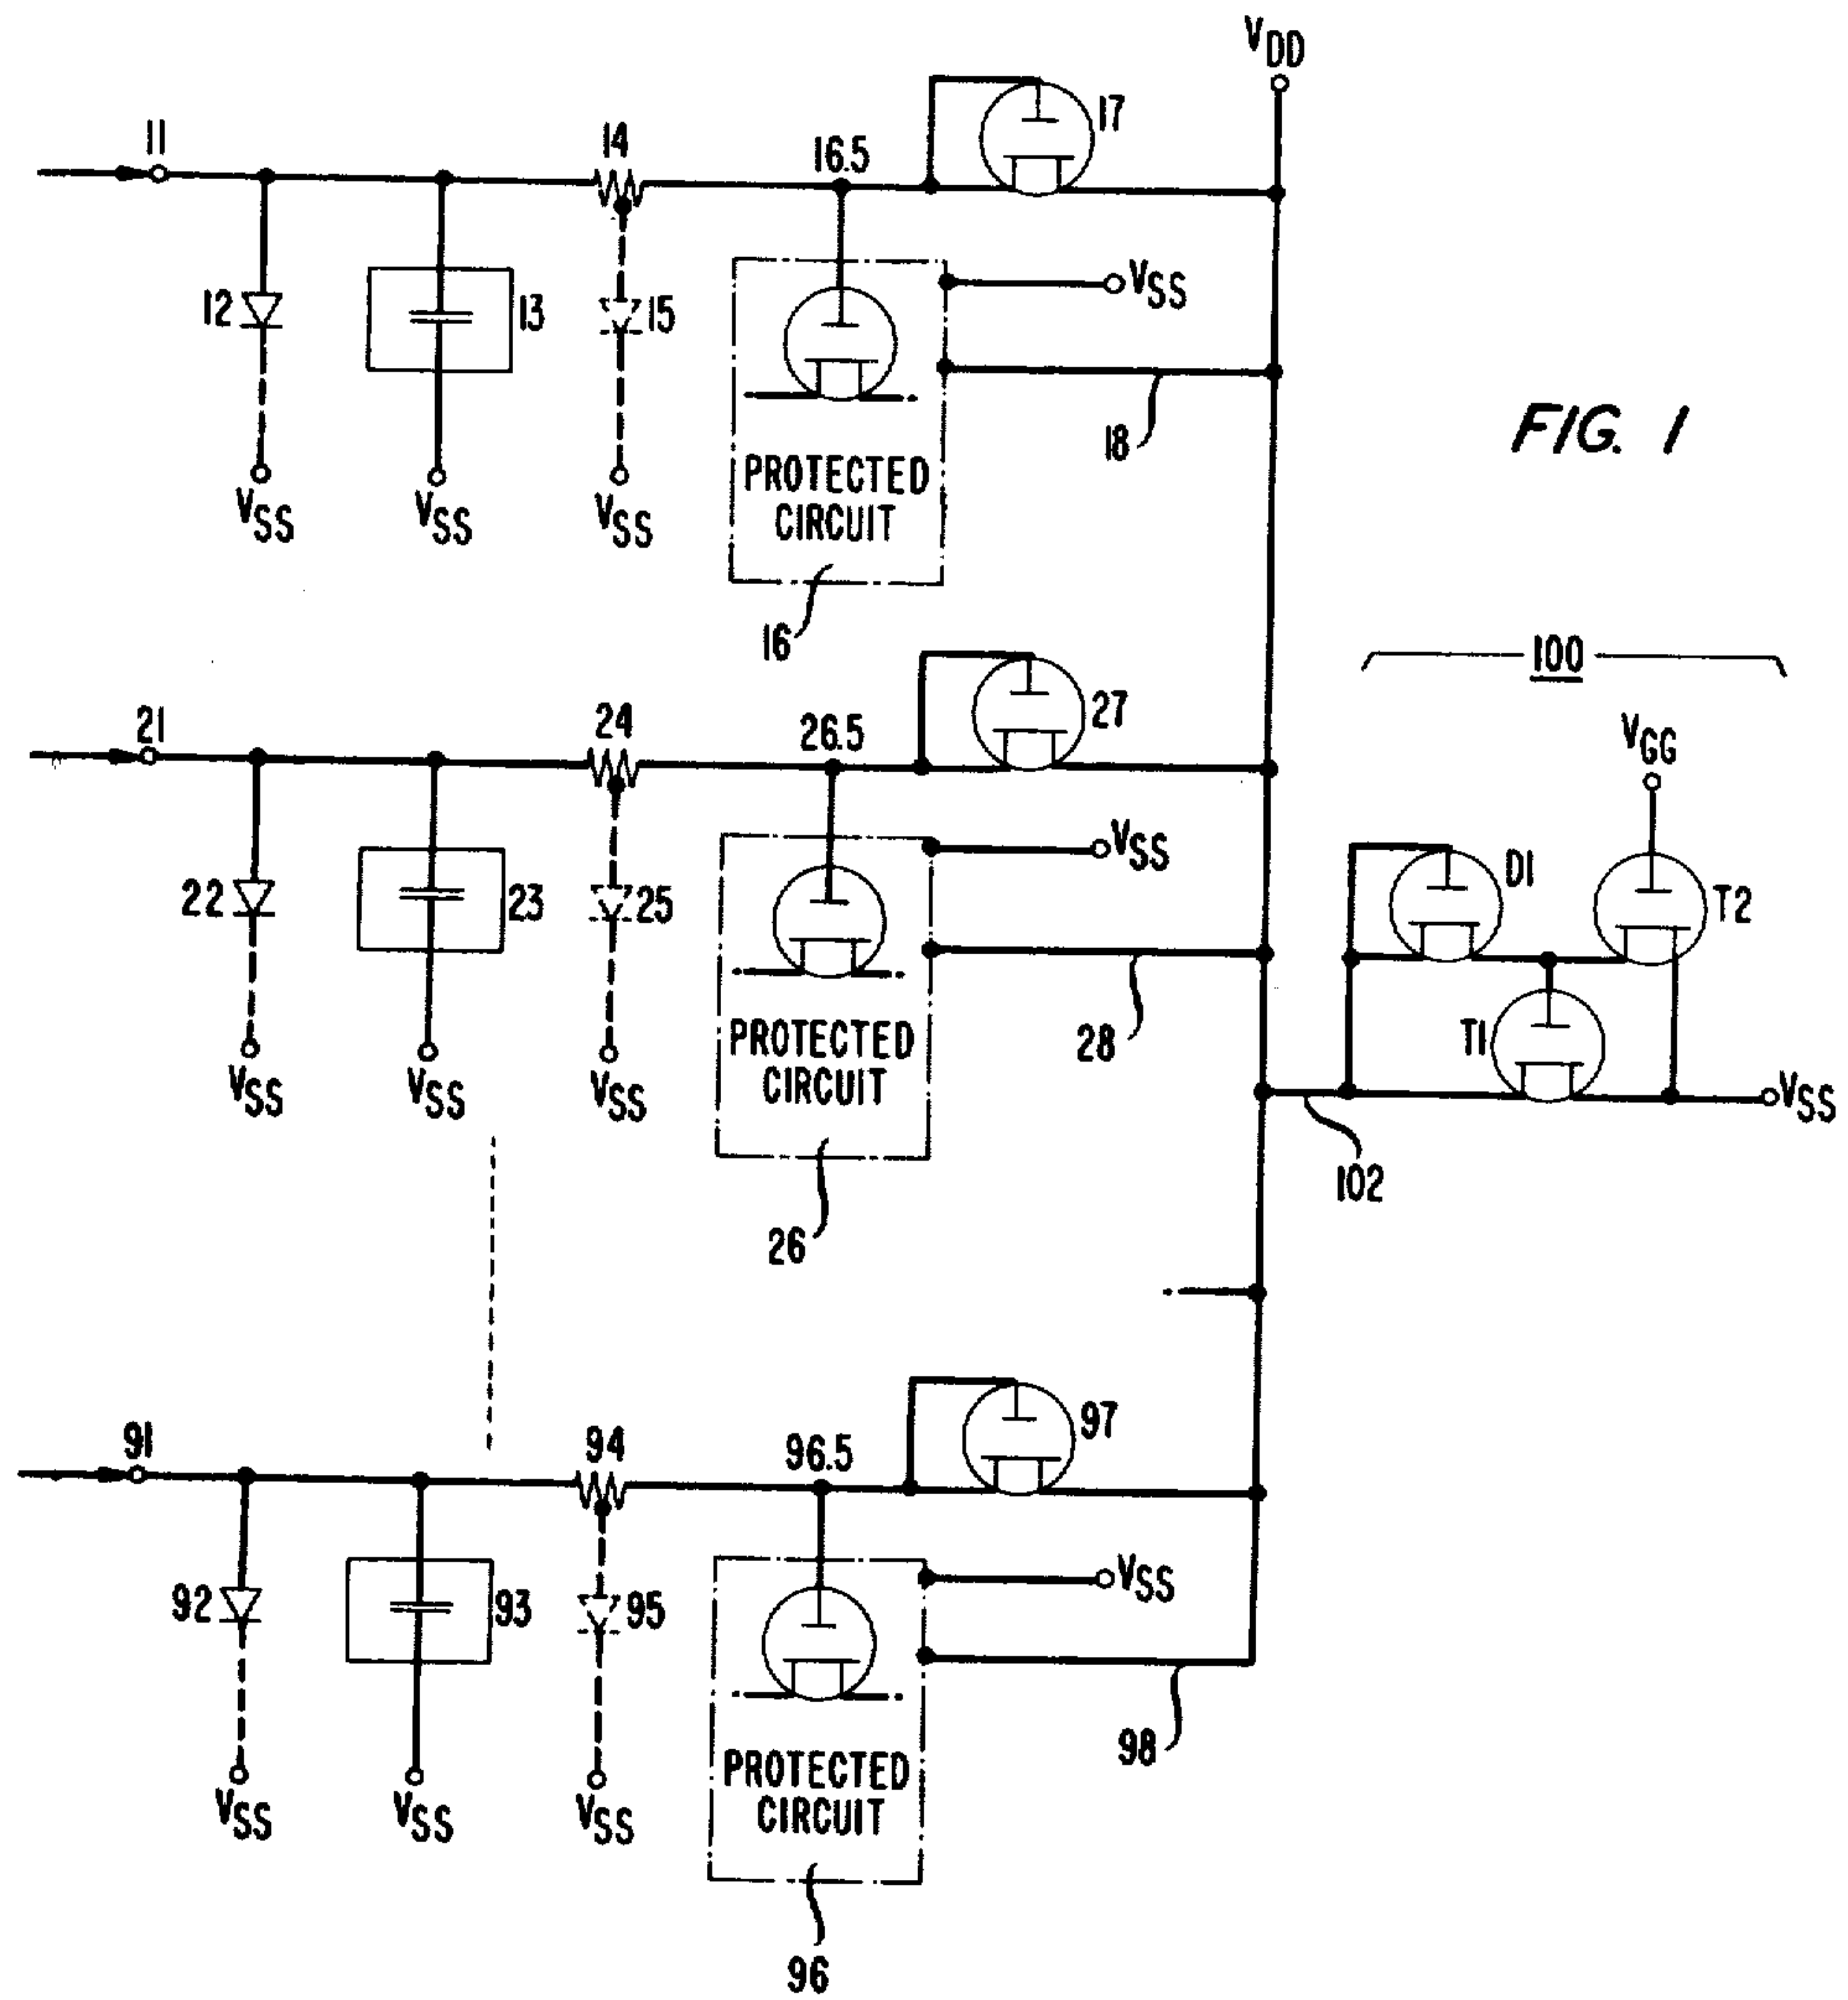 VDD
11
14
16.5
17
12
13
15
VSS
18
FIG. 1
VSS
VSS
VSS
PROTECTED
CIRCUIT
16
100
21
24
26.5
27
VGG
22
23
25
VSS
D1
T2
28
T1
VSS
VSS
VSS
VSS
PROTECTED
CIRCUIT
102
26
91
94
96.5
97
92
93
95
VSS
98
VSS
VSS
VSS
PROTECTED
CIRCUIT
96